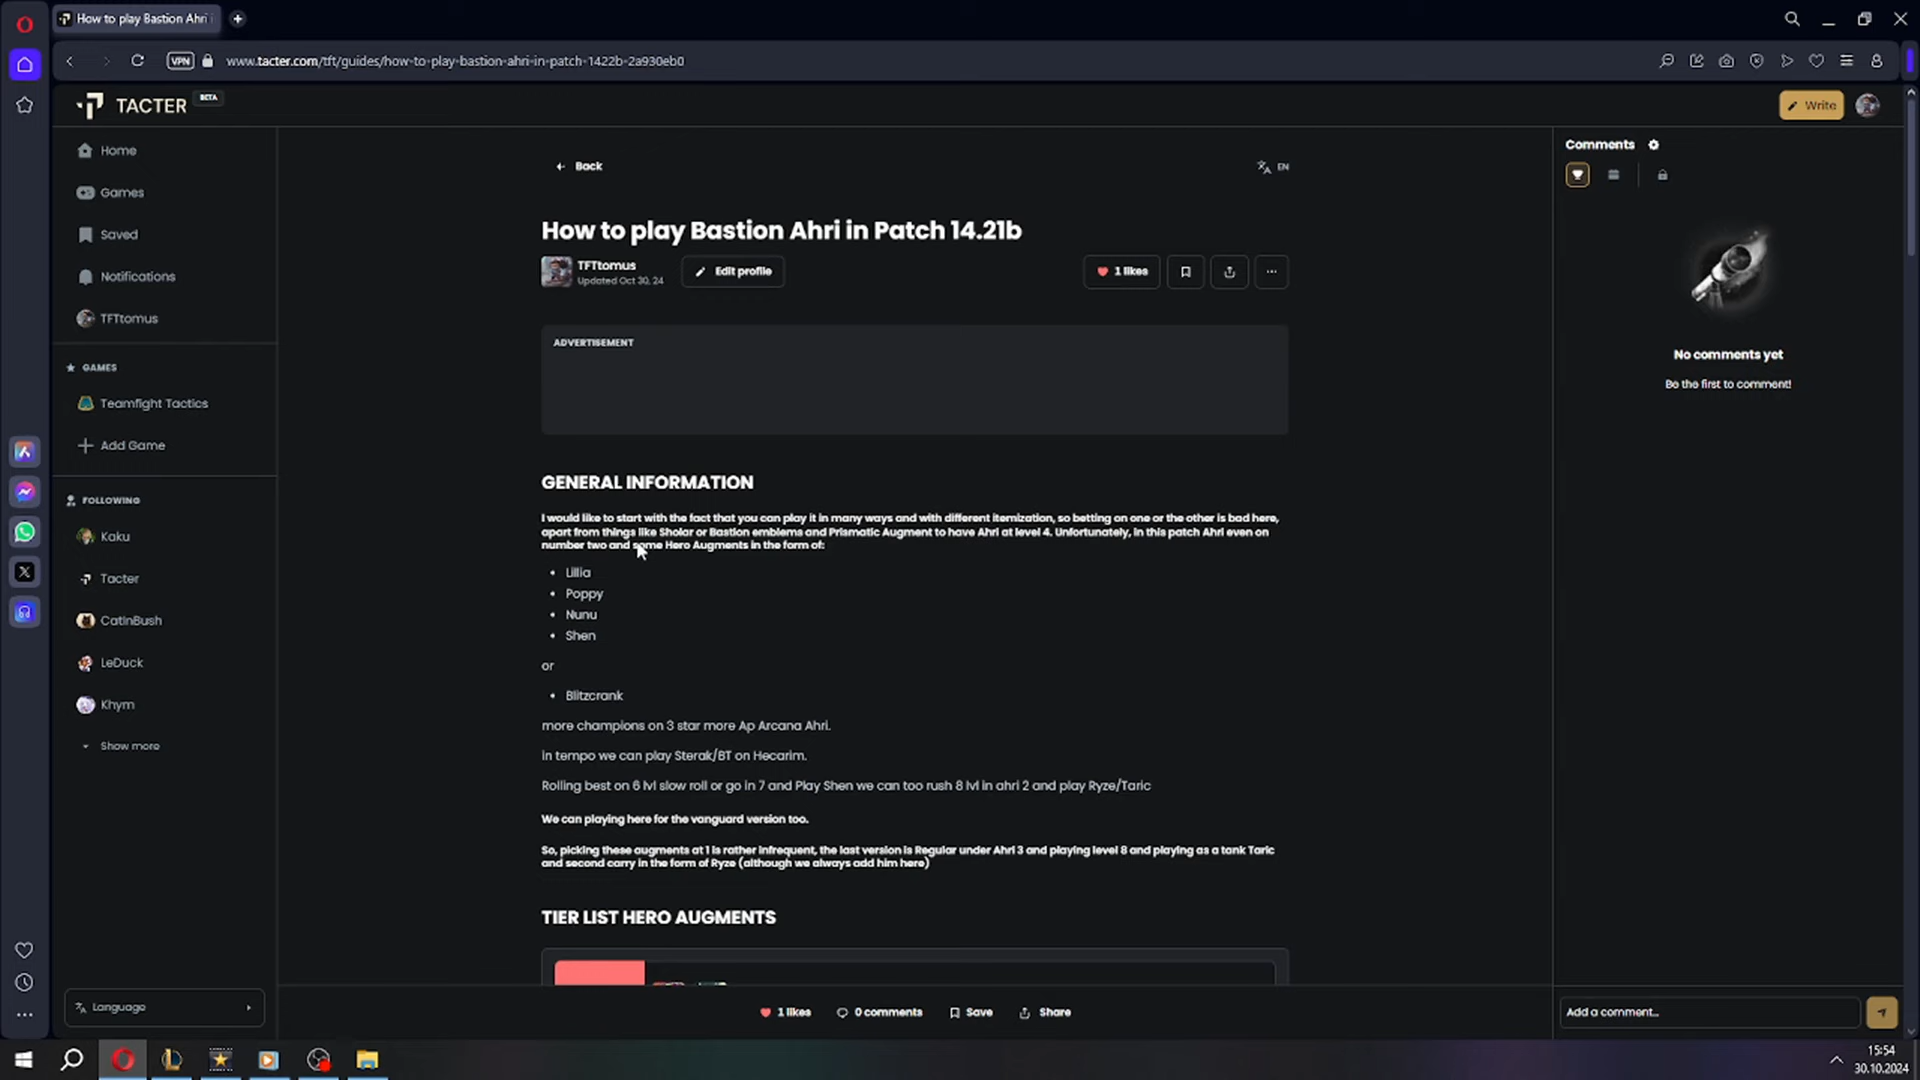 How to play Bastion Ahri i
VPN
www.tacter.com/tft/guides/how-to-play-bastion-ahri-in-patch-1422b-2a930eb0
TACTER
BETA
Write
Home
Games
Saved
Notifications
TFTtomus
GAMES
Teamfight Tactics
Add Game
FOLLOWING
Kaku
Tacter
CatInBush
LeDuck
Khym
Show more
Language
Back
EN
How to play Bastion Ahri in Patch 14.21b
TFTtomus
Updated Oct 30, 24
Edit profile
1 likes
ADVERTISEMENT
GENERAL INFORMATION
I would like to start with the fact that you can play it in many ways and with different itemization, so betting on one or the other is bad here,
apart from things like Sholar or Bastion emblems and Prismatic Augment to have Ahri at level 4. Unfortunately, in this patch Ahri even on
number two and some Hero Augments in the form of:
• Lillia
• Poppy
• Nunu
• Shen
or
• Blitzcrank
more champions on 3 star more Ap Arcana Ahri.
in tempo we can play Sterak/BT on Hecarim.
Rolling best on 6 lvl slow roll or go in 7 and Play Shen we can too rush 8 lvl in ahri 2 and play Ryze/Taric
We can playing here for the vanguard version too.
So, picking these augments at 1 is rather infrequent, the last version is Regular under Ahri 3 and playing level 8 and playing as a tank Taric
and second carry in the form of Ryze (although we always add him here)
TIER LIST HERO AUGMENTS
1 likes
0 comments
Save
Share
Comments
No comments yet
Be the first to comment!
Add a comment...
15:54
30.10.2024